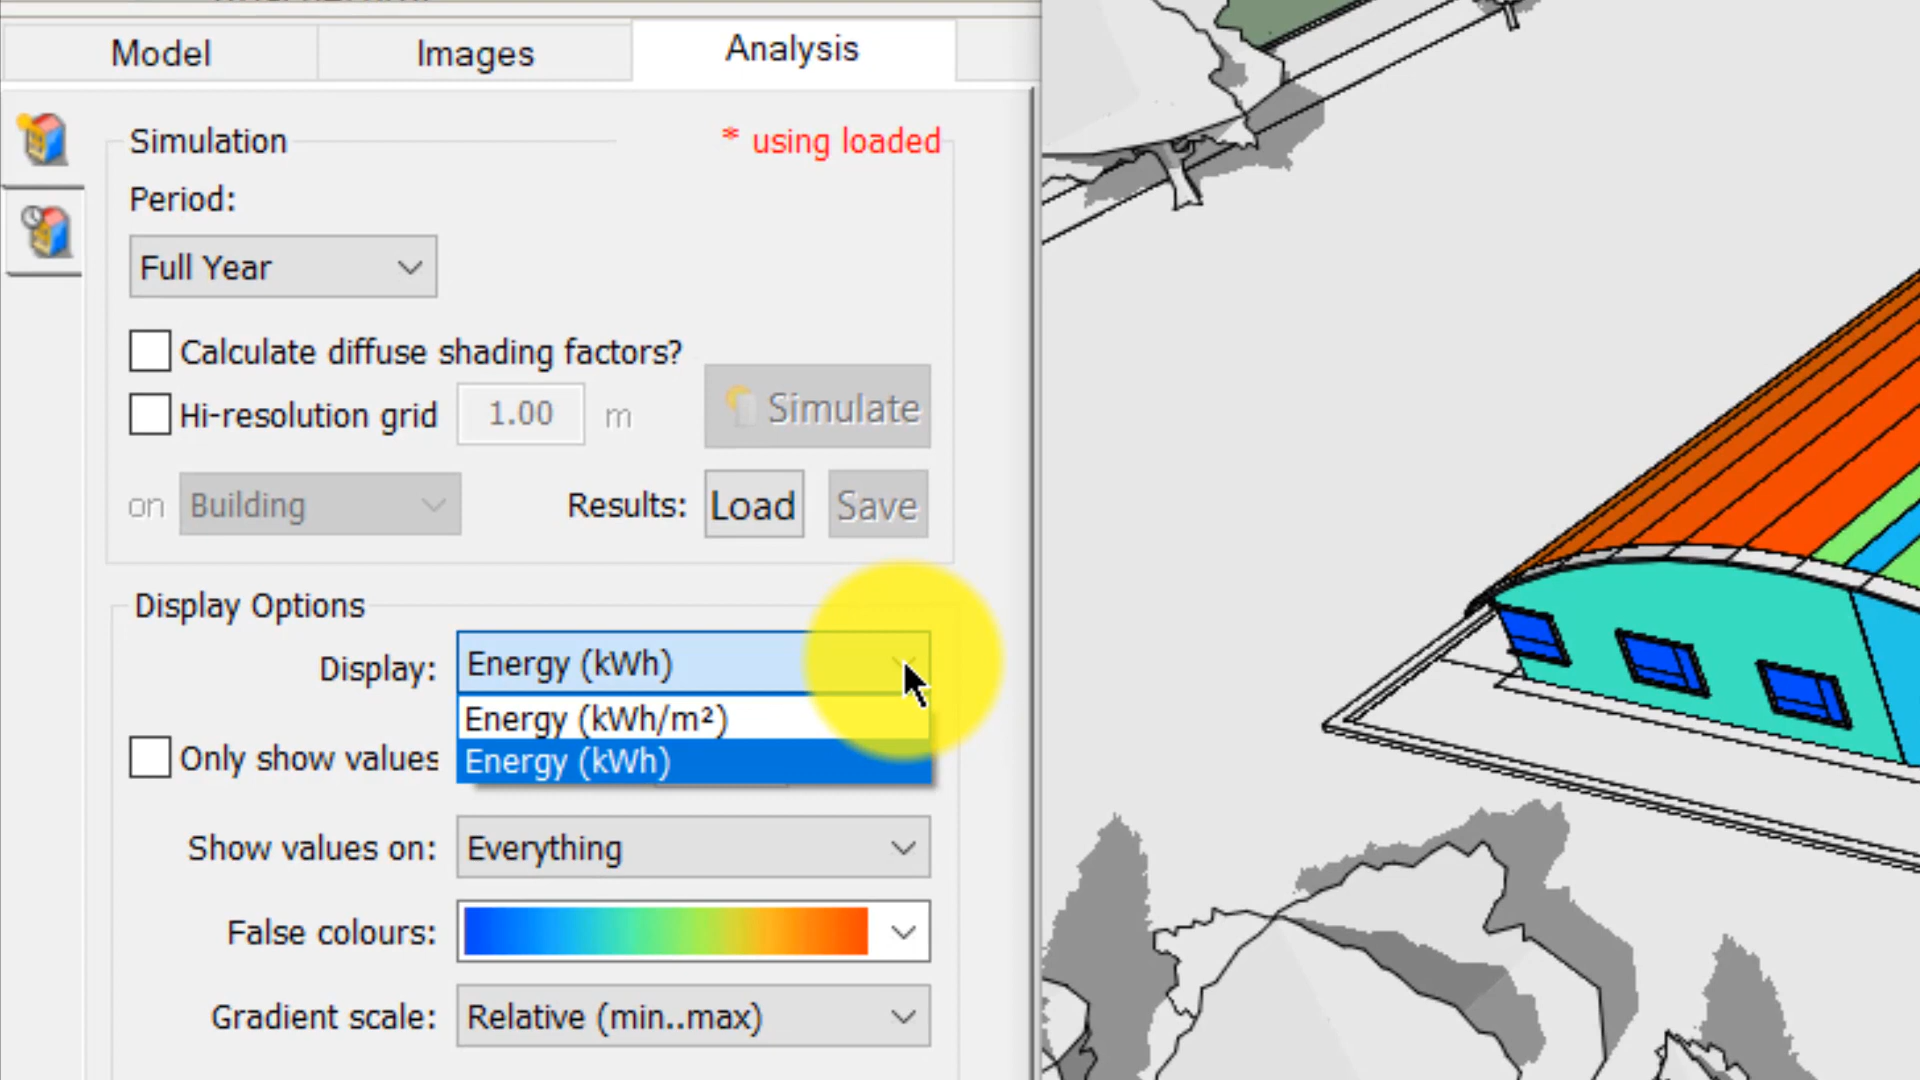 Model Images Analysis
Simulation * using loaded
Period:
Full Year
Calculate diffuse shading factors?
Hi-resolution grid 1.00 m
Simulate
on Building Results: Load Save
Display Options
Display: Energy (kWh)
Energy (kWh/m²)
Energy (kWh)
Only show values
Show values on: Everything
False colours:
Gradient scale: Relative (min..max)